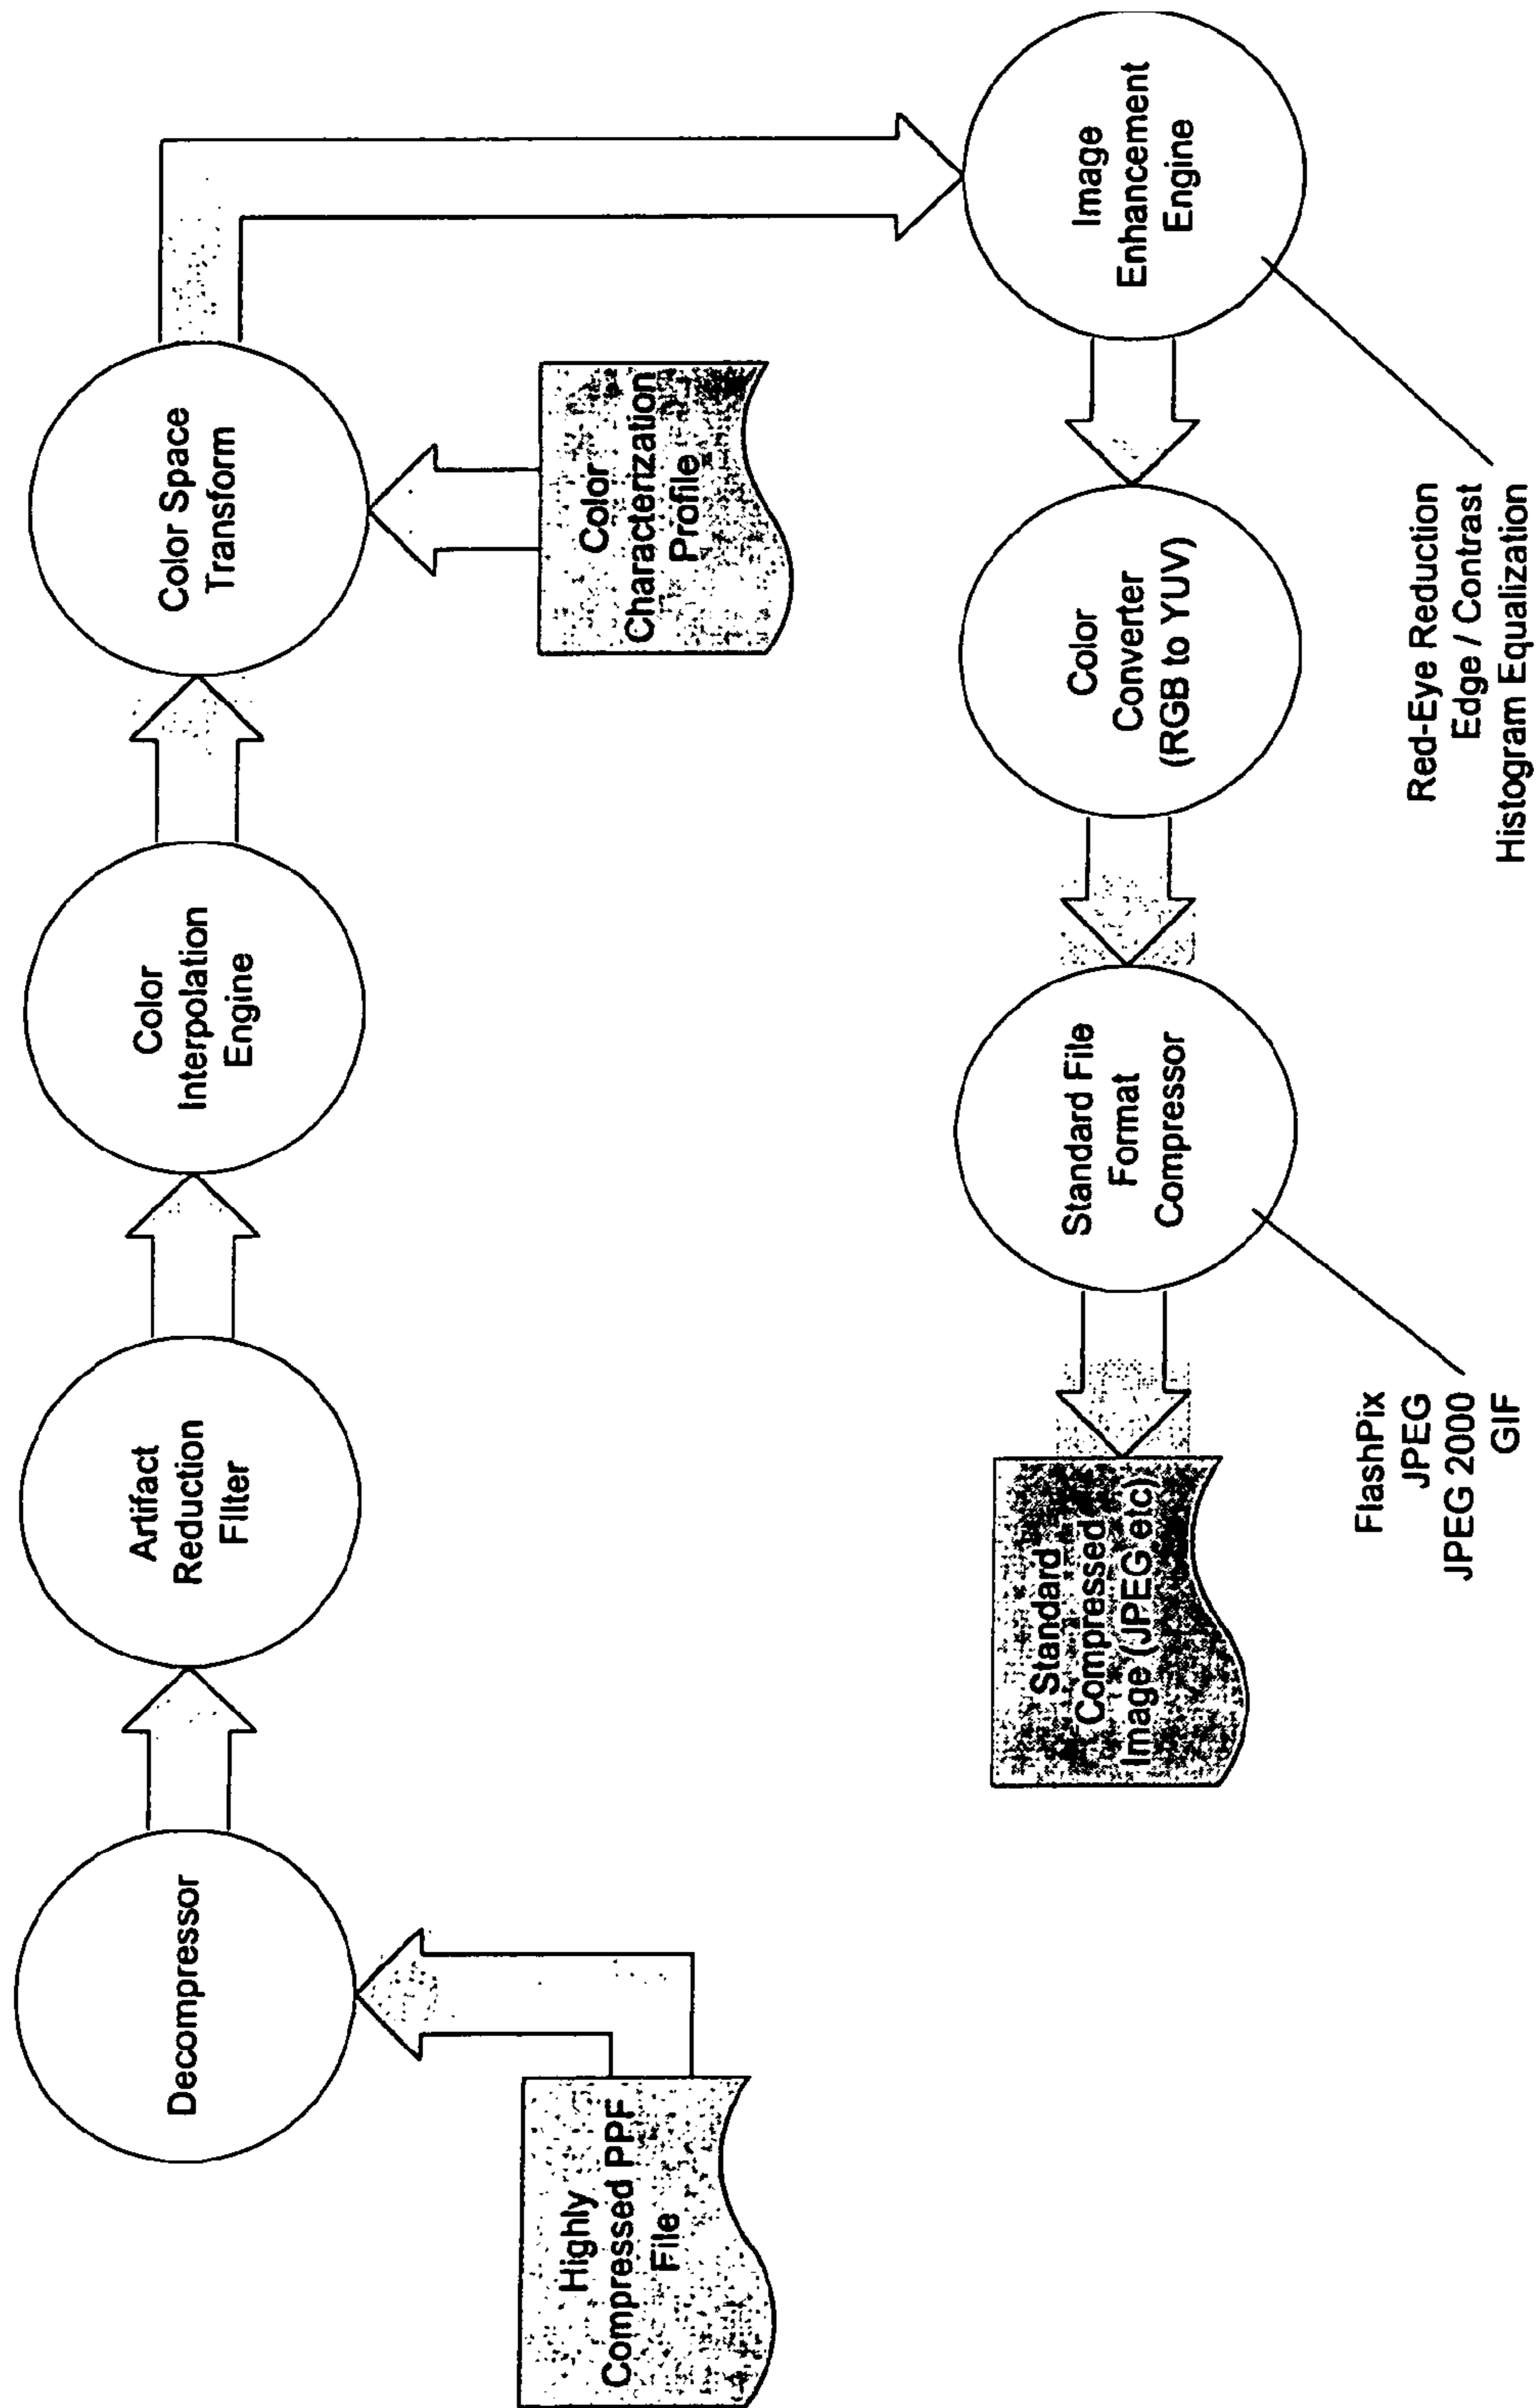 Decompressor
Artifact
Reduction
Filter
Color
Interpolation
Engine
Color Space
Transform
Highly
Compressed PPF
File
Color
Characterization
Profile
Standard
Compressed
Image (JPEG etc)
Standard File
Format
Compressor
Color
Converter
(RGB to YUV)
Image
Enhancement
Engine
FlashPix
JPEG
JPEG 2000
GIF
Red-Eye Reduction
Edge / Contrast
Histogram Equalization